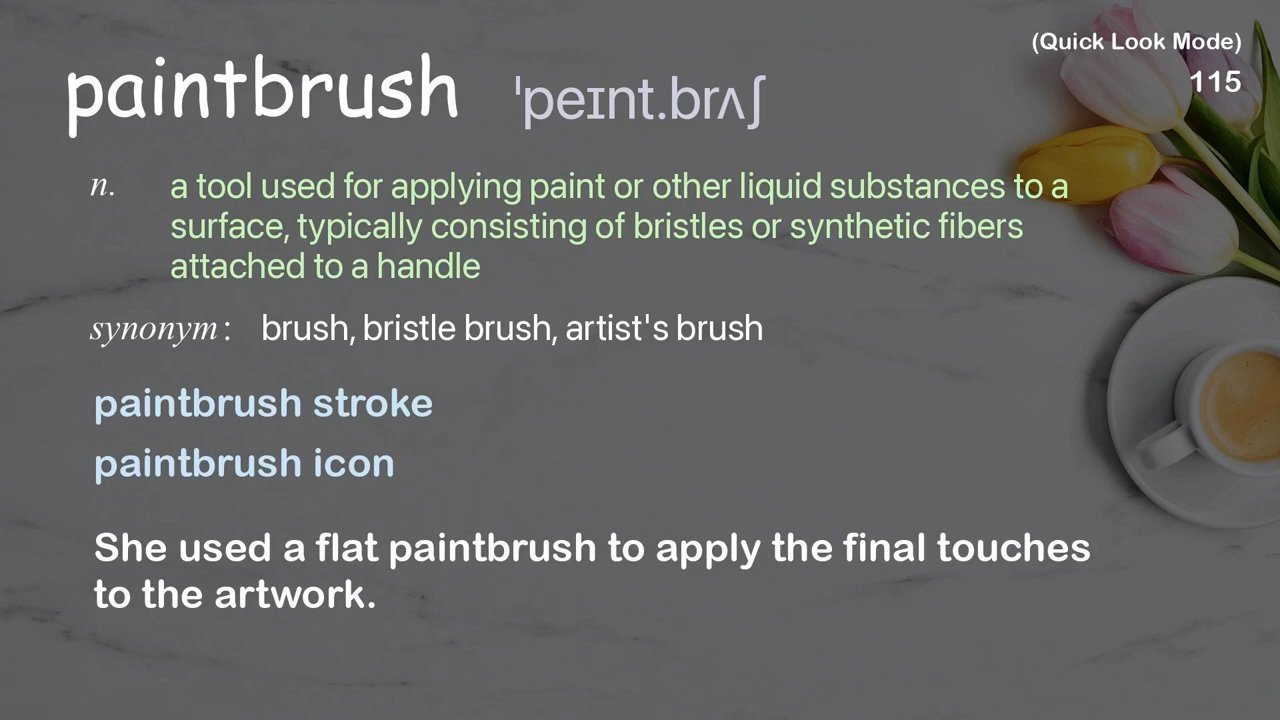 (Quick Look Mode)
paintbrush ˈpeɪnt.brʌʃ
115
n. a tool used for applying paint or other liquid substances to a
surface, typically consisting of bristles or synthetic fibers
attached to a handle
synonym: brush, bristle brush, artist's brush
paintbrush stroke
paintbrush icon
She used a flat paintbrush to apply the final touches
to the artwork.